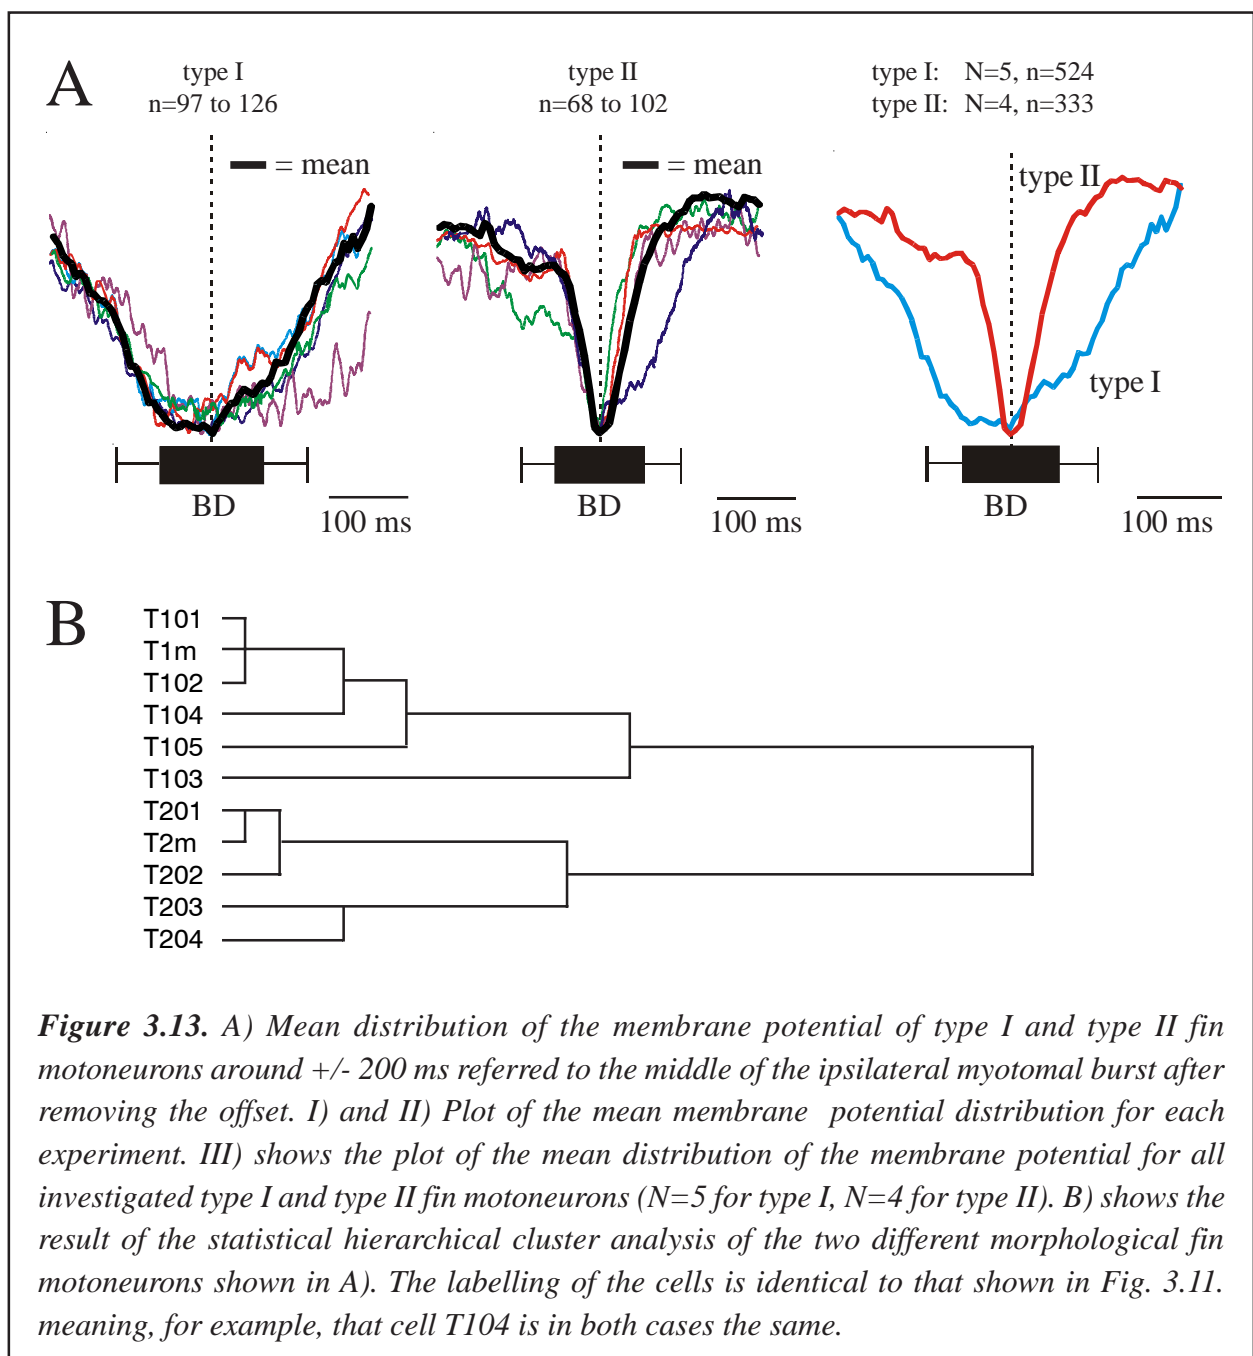 A
type I
n=97 to 126
= mean
BD
100 ms
type II
n=68 to 102
= mean
BD
100 ms
type I: N=5, n=524
type II: N=4, n=333
type II
type I
BD
100 ms
B
T101
T1m
T102
T104
T105
T103
T201
T2m
T202
T203
T204
Figure 3.13. A) Mean distribution of the membrane potential of type I and type II fin
motoneurons around +/- 200 ms referred to the middle of the ipsilateral myotomal burst after
removing the offset. I) and II) Plot of the mean membrane potential distribution for each
experiment. III) shows the plot of the mean distribution of the membrane potential for all
investigated type I and type II fin motoneurons (N=5 for type I, N=4 for type II). B) shows the
result of the statistical hierarchical cluster analysis of the two different morphological fin
motoneurons shown in A). The labelling of the cells is identical to that shown in Fig. 3.11.
meaning, for example, that cell T104 is in both cases the same.